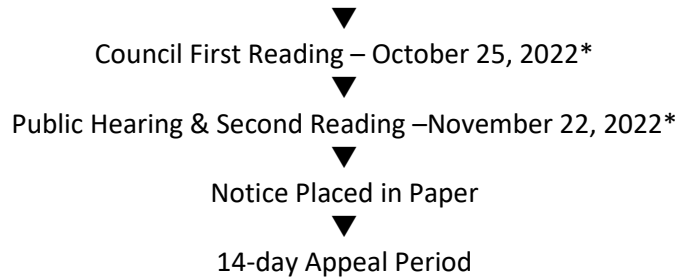 Council First Reading – October 25, 2022*
Public Hearing & Second Reading –November 22, 2022*
Notice Placed in Paper
14-day Appeal Period